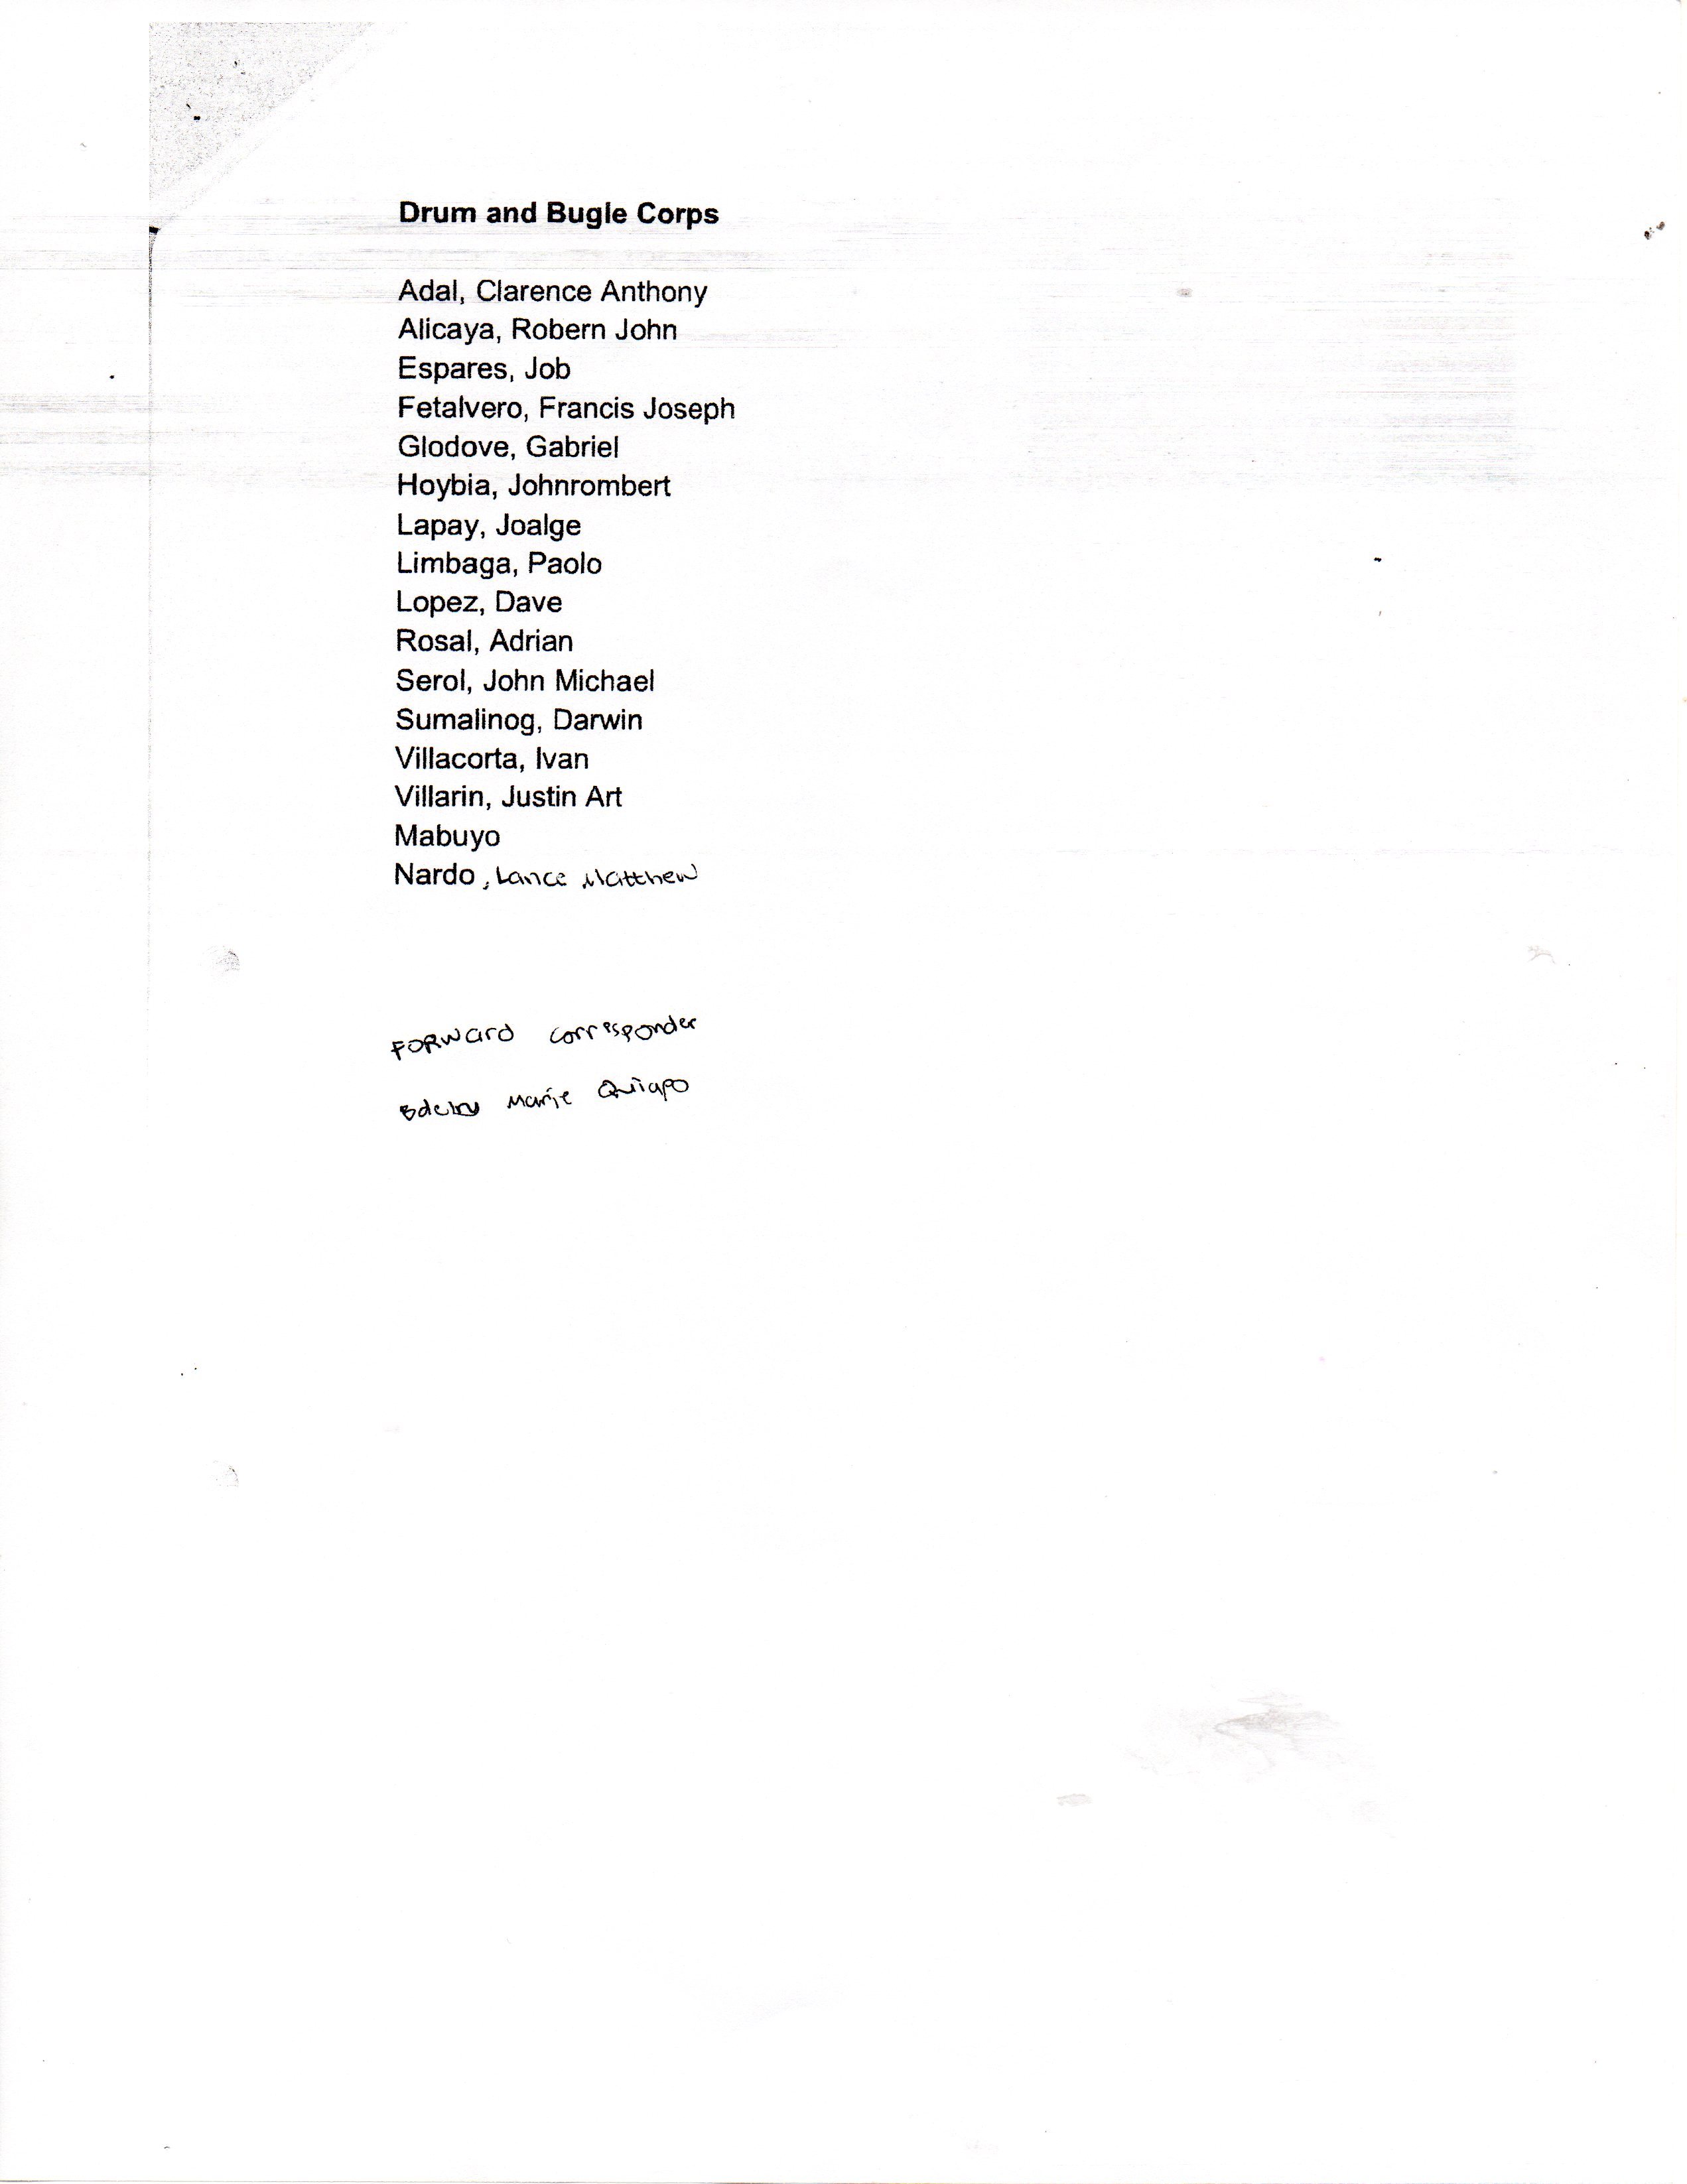 Drum and Bugle Corps
Adal, Clarence Anthony
Alicaya, Robern John
Espares, Job
Fetalvero, Francis Joseph
Glodove, Gabriel
Hoybia, Johnrombert
Lapay, Joalge
Limbaga, Paolo
Lopez, Dave
Rosal, Adrian
Serol, John Michael
Sumalinog, Darwin
Villacorta, Ivan
Villarin, Justin Art
Mabuyo
Nardo, Lance Matthew
FORWARD corresponder
Marie Quiapo